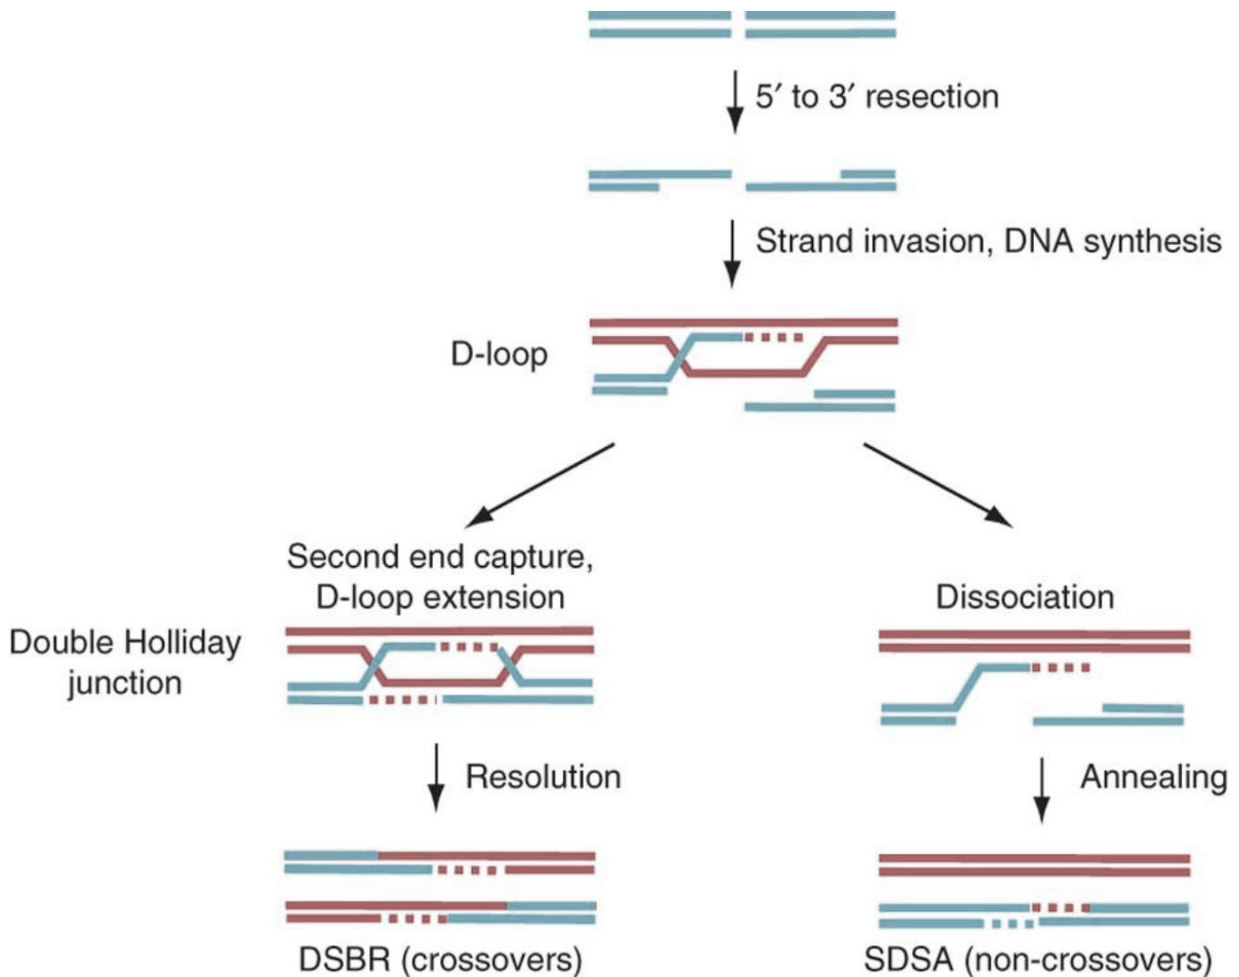 5′ to 3′ resection
Strand invasion, DNA synthesis
D-loop
Second end capture,
D-loop extension
Double Holliday
junction
Dissociation
Resolution
Annealing
DSBR (crossovers)
SDSA (non-crossovers)